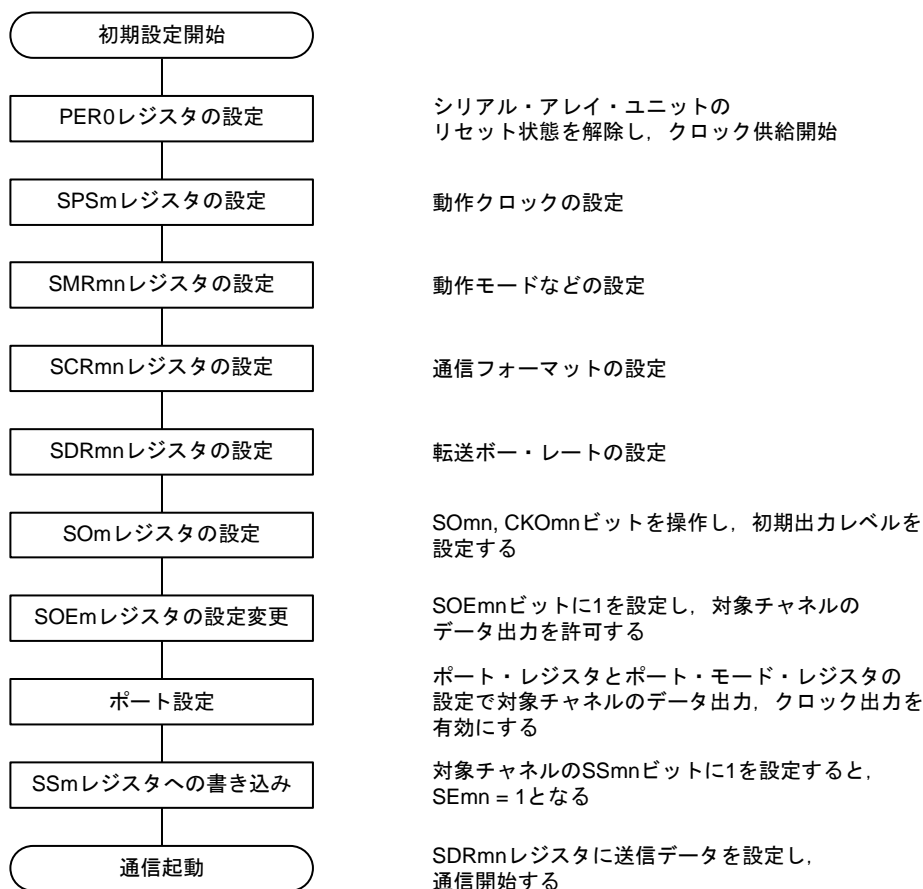 初期設定開始
PER0レジスタの設定
シリアル・アレイ・ユニットの
リセット状態を解除し，クロック供給開始
SPSmレジスタの設定
動作クロックの設定
SMRmnレジスタの設定
動作モードなどの設定
SCRmnレジスタの設定
通信フォーマットの設定
SDRmnレジスタの設定
転送ボー・レートの設定
SOmレジスタの設定
SOmn, CKOmnビットを操作し，初期出力レベルを
設定する
SOEmレジスタの設定変更
SOEmnビットに1を設定し，対象チャネルの
データ出力を許可する
ポート設定
ポート・レジスタとポート・モード・レジスタの
設定で対象チャネルのデータ出力，クロック出力を
有効にする
SSmレジスタへの書き込み
対象チャネルのSSmnビットに1を設定すると，
SEmn = 1となる
通信起動
SDRmnレジスタに送信データを設定し，
通信開始する